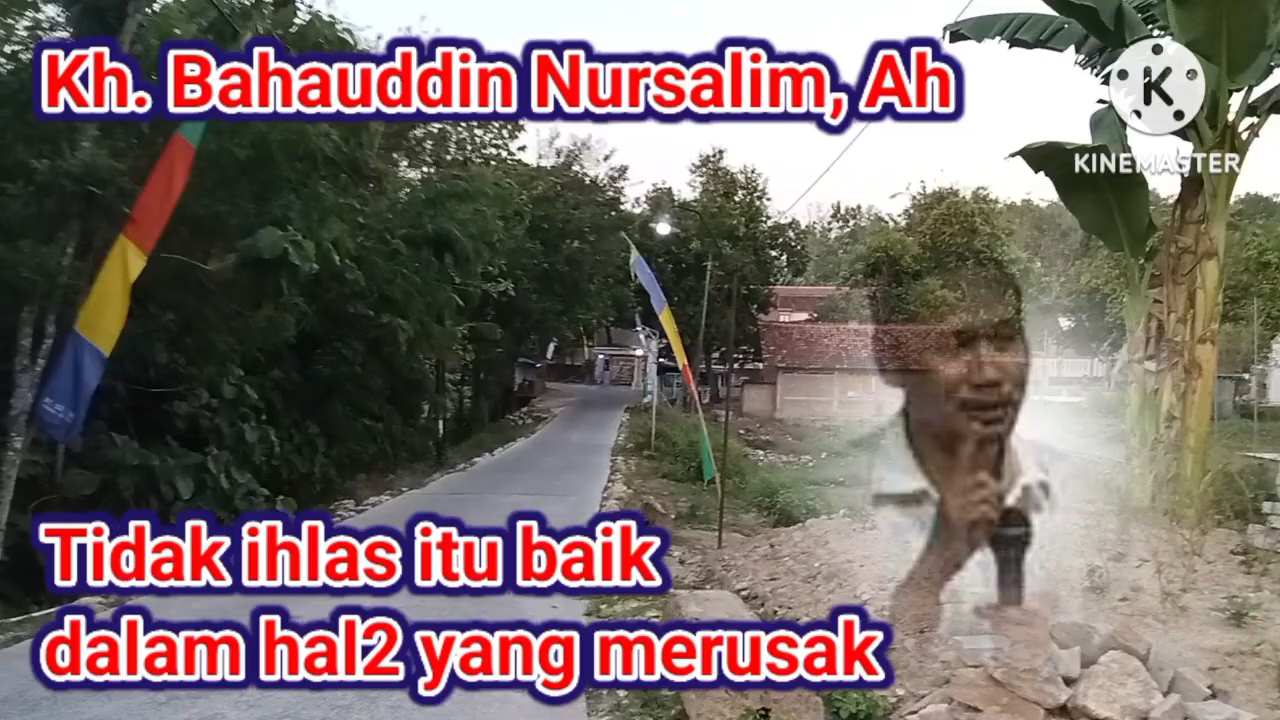 Kh. Bahauddin Nursalim, Ah
K
KINEMASTER
Tidak ihlas itu baik
dalam hal2 yang merusak